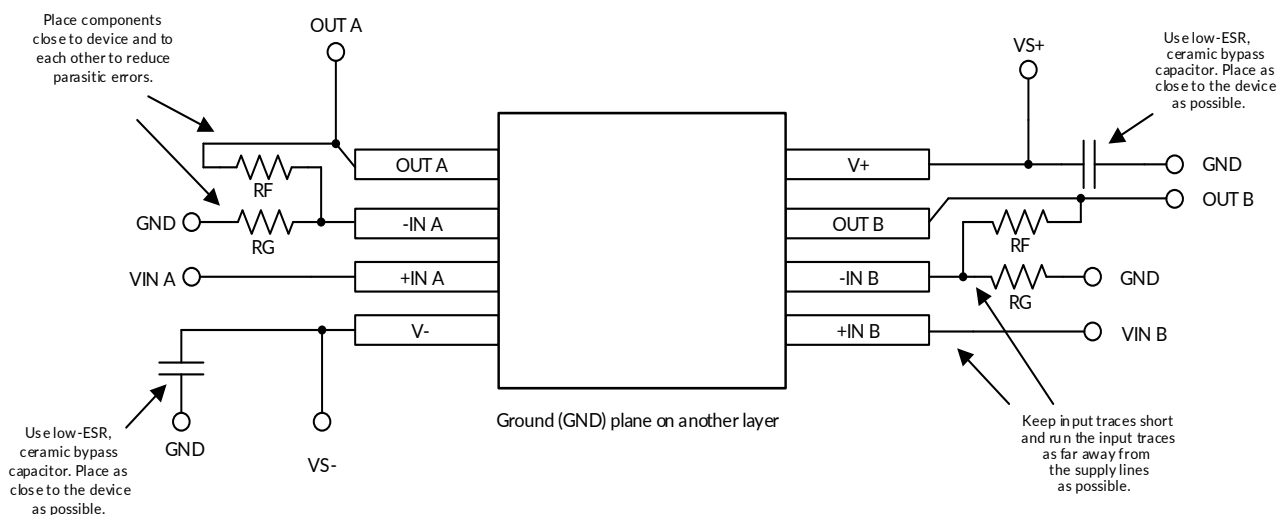 Place components
close to device and to
each other to reduce
parasitic errors.
OUT A
VS+
Use low-ESR,
ceramic bypass
capacitor. Place as
close to the device
as possible.
OUT A
V+
GND
RF
OUT B
GND
-IN A
OUT B
RF
RG
VIN A
+IN A
-IN B
GND
RG
V-
+IN B
VIN B
Ground (GND) plane on another layer
Keep input traces short
and run the input traces
as far away from
the supply lines
as possible.
GND
VS-
Use low-ESR,
ceramic bypass
capacitor. Place as
close to the device
as possible.